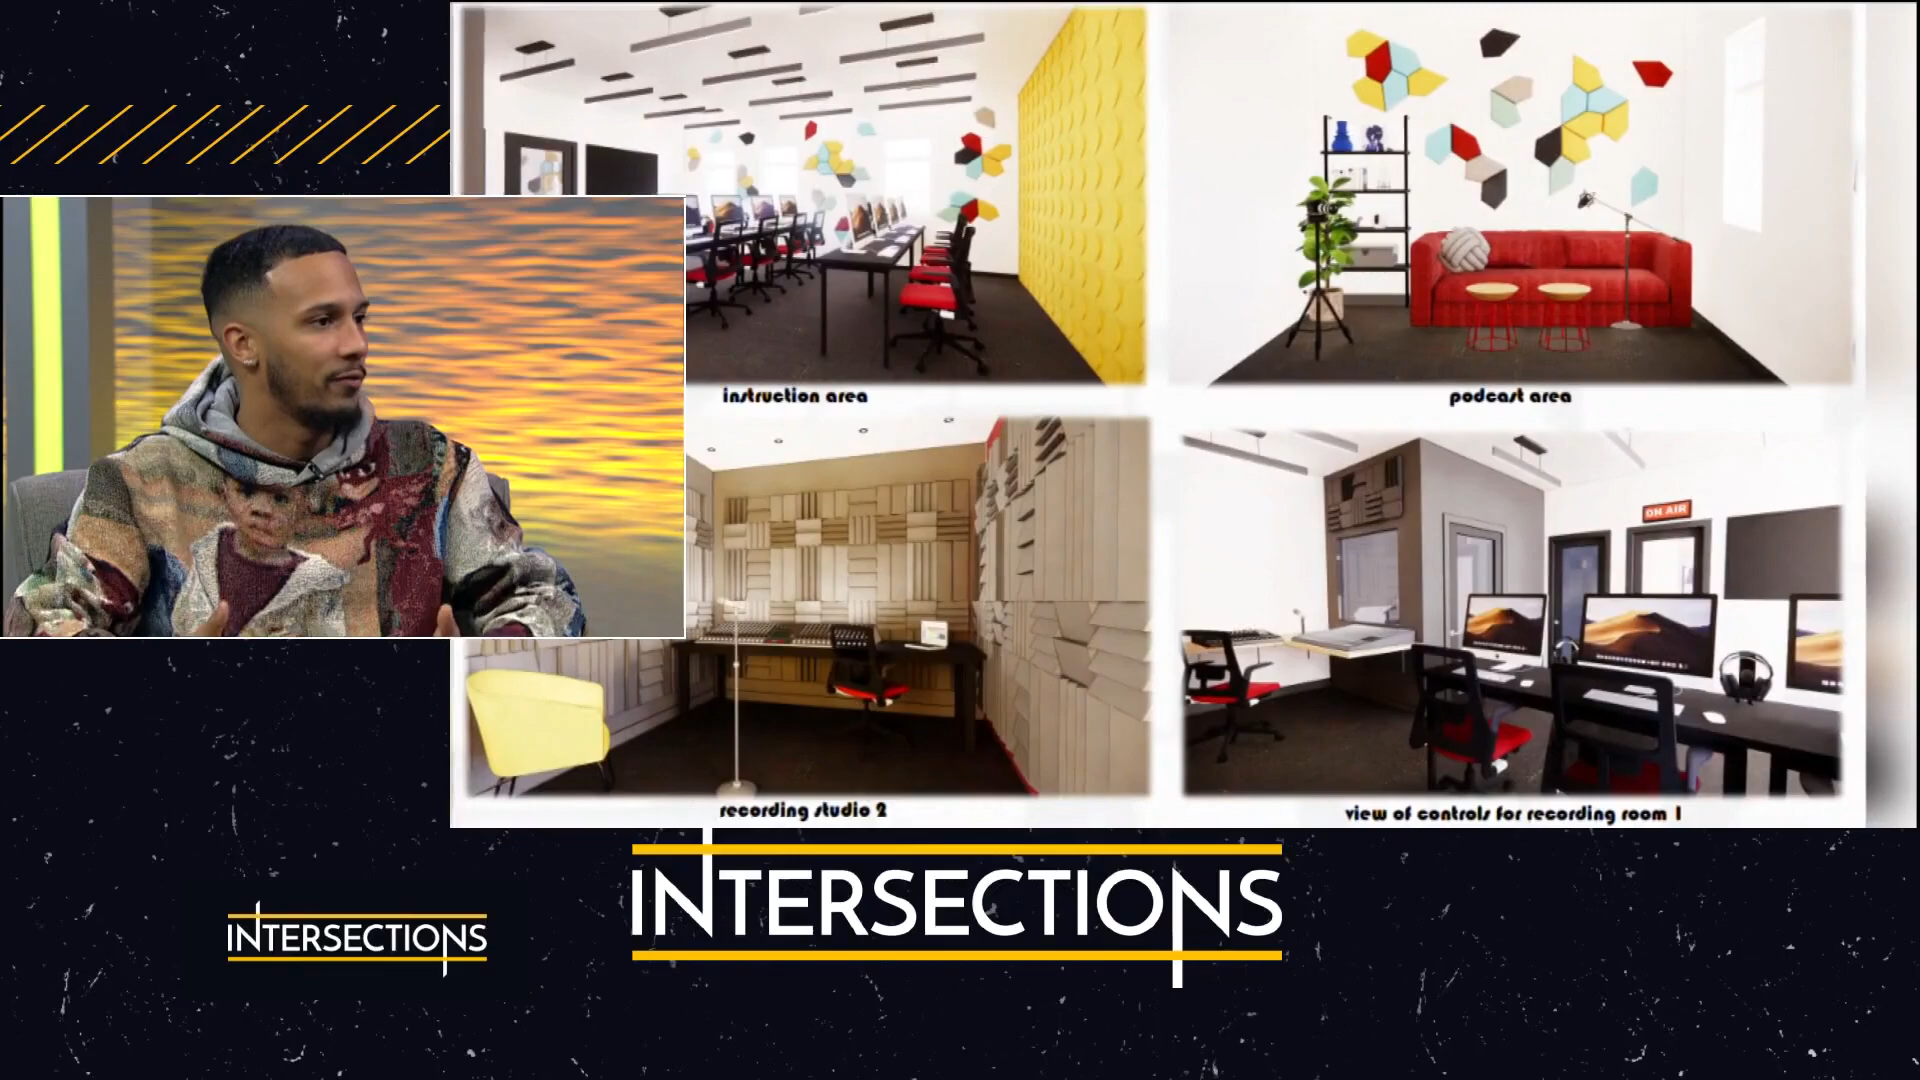 instruction area
podcast area
ON AIR
recording studio 2
view of controls for recording room 1
INTERSECTIONS
INTERSECTIONS